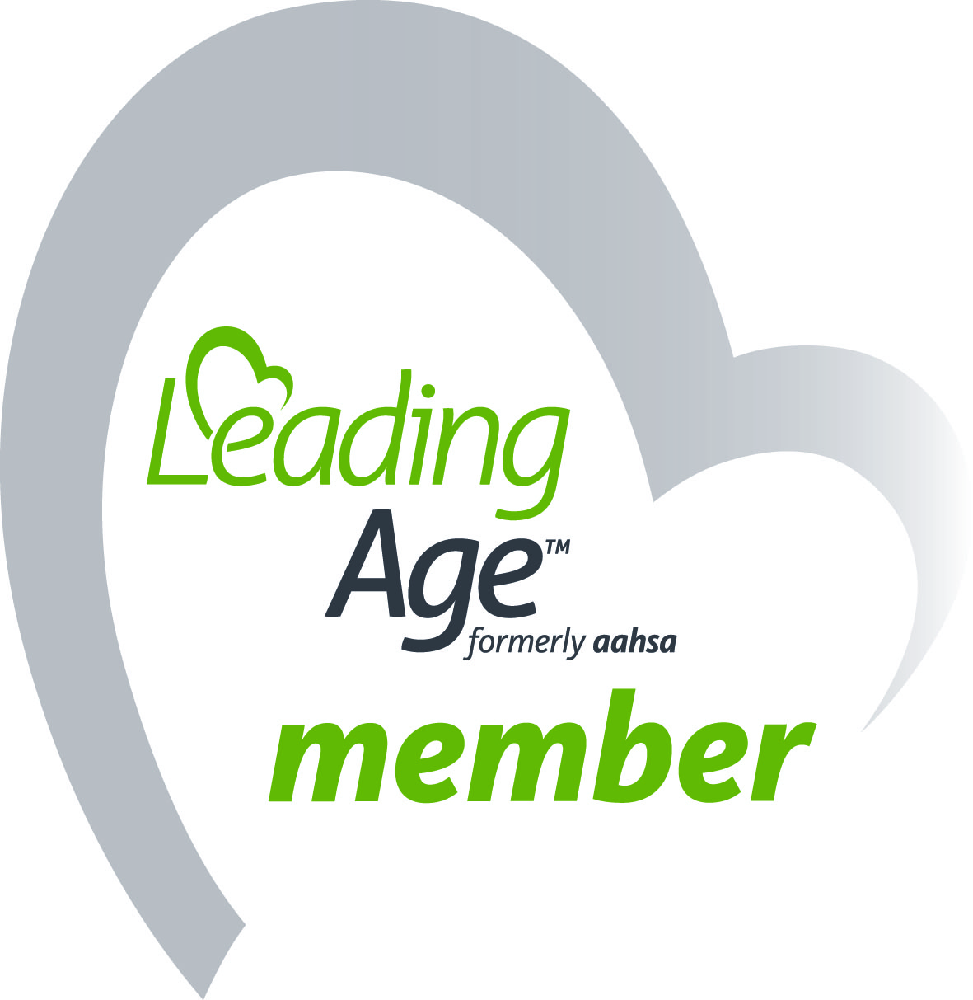 Leading
Age™
formerly aahsa
member